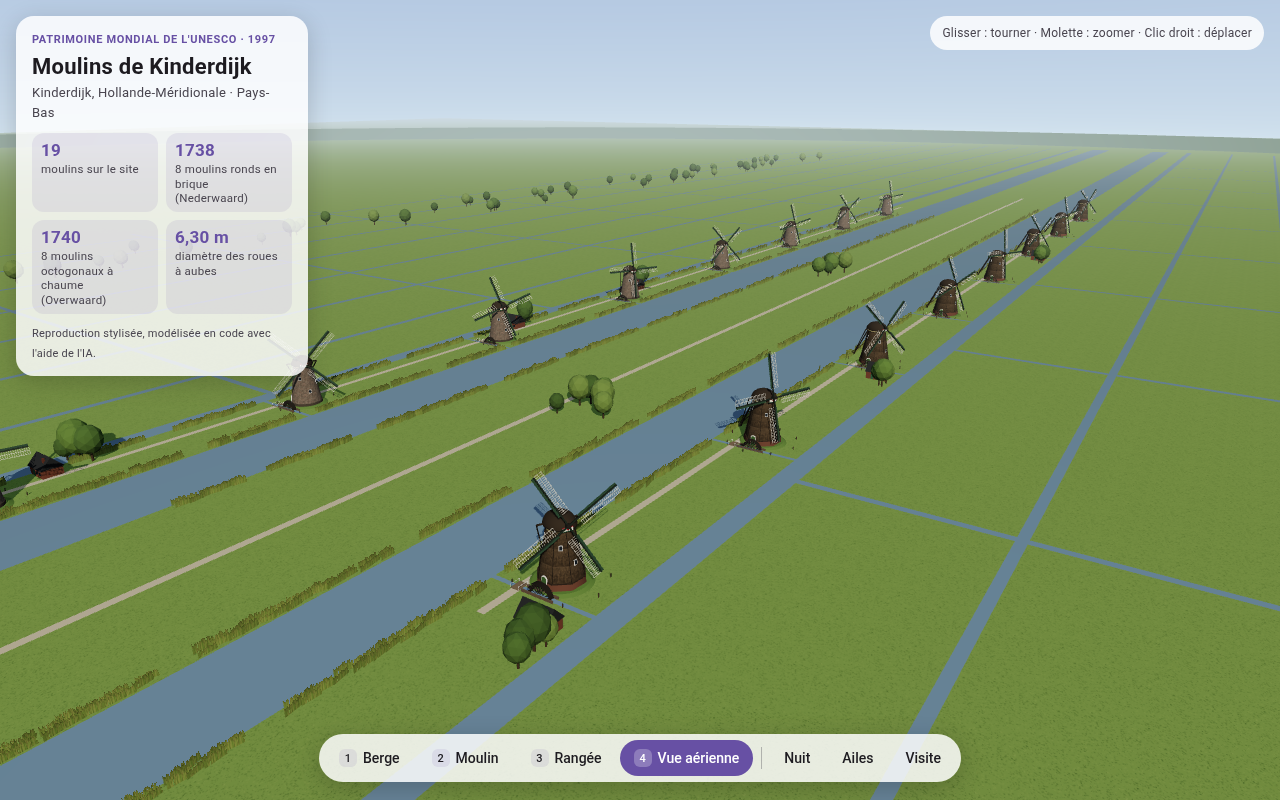 PATRIMOINE MONDIAL DE L'UNESCO · 1997
Moulins de Kinderdijk
Kinderdijk, Hollande-Méridionale · Pays-
Bas
19
moulins sur le site
1738
8 moulins ronds en
brique
(Nederwaard)
1740
8 moulins
octogonaux à
chaume
(Overwaard)
6,30 m
diamètre des roues
à aubes
Reproduction stylisée, modélisée en code avec
l'aide de l'IA.
Glisser : tourner · Molette : zoomer · Clic droit : déplacer
1 Berge 2 Moulin 3 Rangée 4 Vue aérienne Nuit Ailes Visite